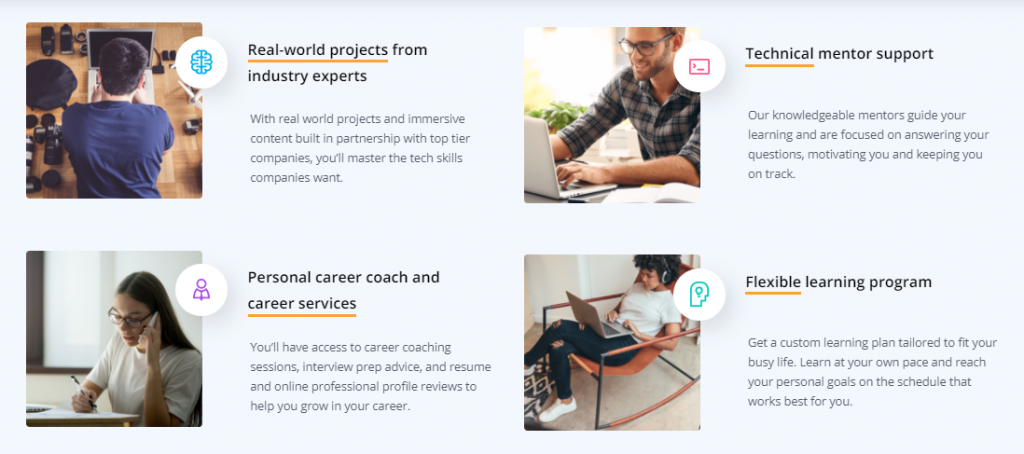 Real-world projects from
industry experts
With real world projects and immersive
content built in partnership with top tier
companies, you'll master the tech skills
companies want.
Technical mentor support
Our knowledgeable mentors guide your
learning and are focused on answering your
questions, motivating you and keeping you
on track.
Personal career coach and
career services
You'll have access to career coaching
sessions, interview prep advice, and resume
and online professional profile reviews to
help you grow in your career.
Flexible learning program
Get a custom learning plan tailored to fit your
busy life. Learn at your own pace and reach
your personal goals on the schedule that
works best for you.